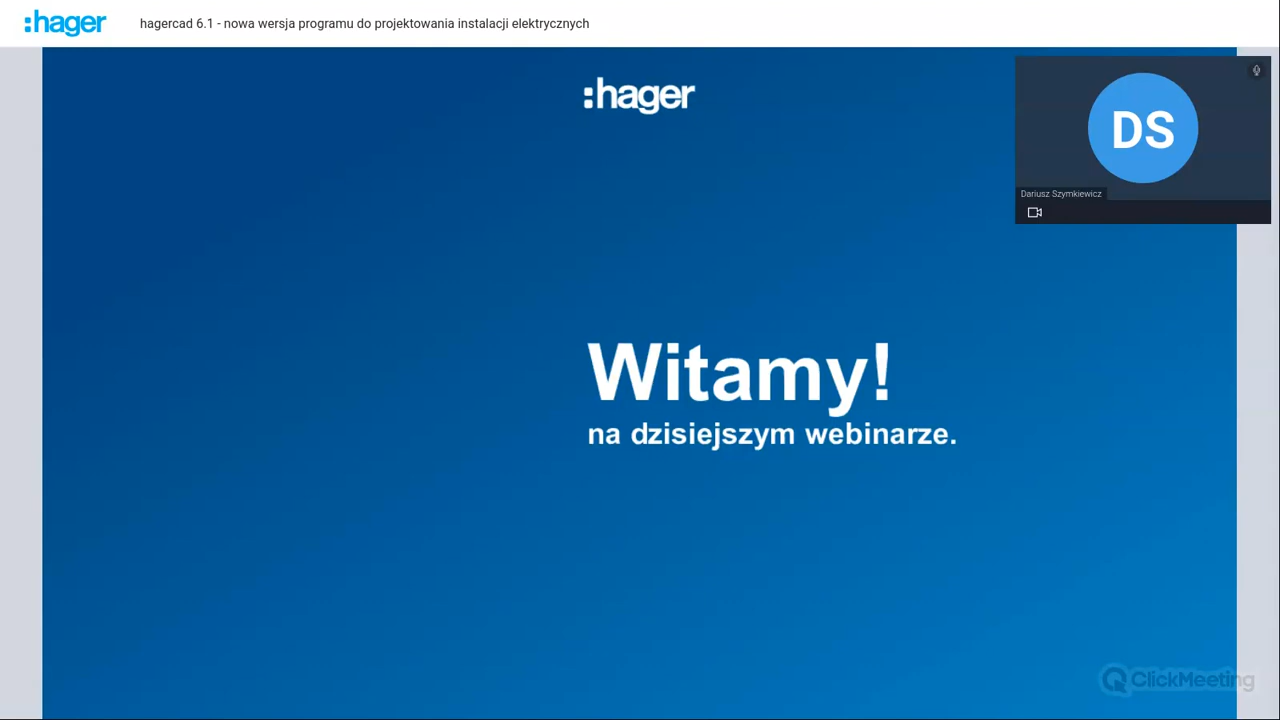 :hager
hagercad 6.1 - nowa wersja programu do projektowania instalacji elektrycznych
:hager
DS
Dariusz Szymkiewicz
Witamy!
na dzisiejszym webinarze.
ClickMeeting